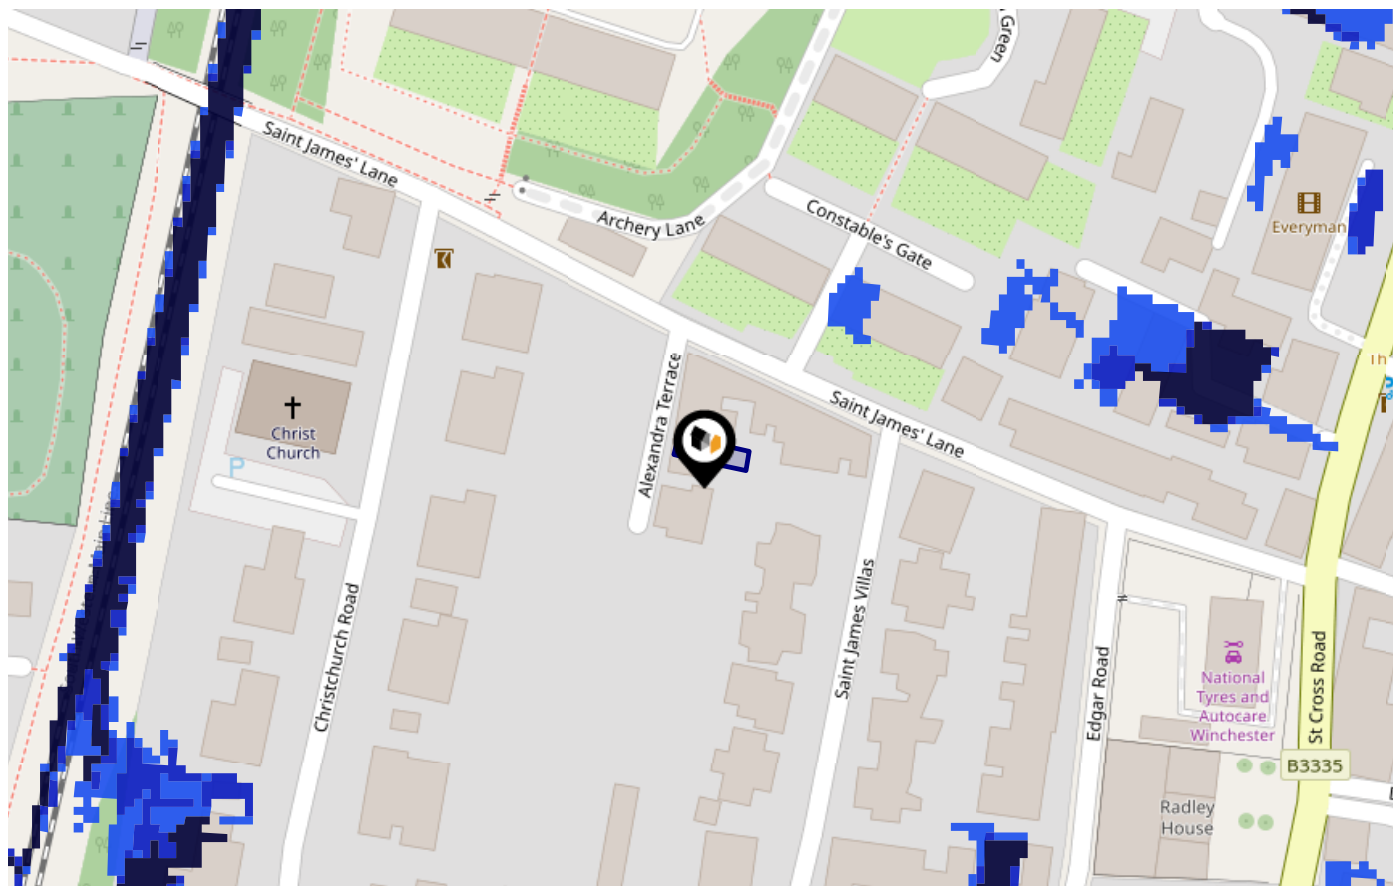 Green
Saint James' Lane
Archery Lane
Constable's Gate
Everyman
Th
Alexandra Terrace
Saint James' Lane
Christ
Church
P
Christchurch Road
Saint James Villas
Edgar Road
St Cross Road
National
Tyres and
Autocare
Winchester
B3335
Radley
House